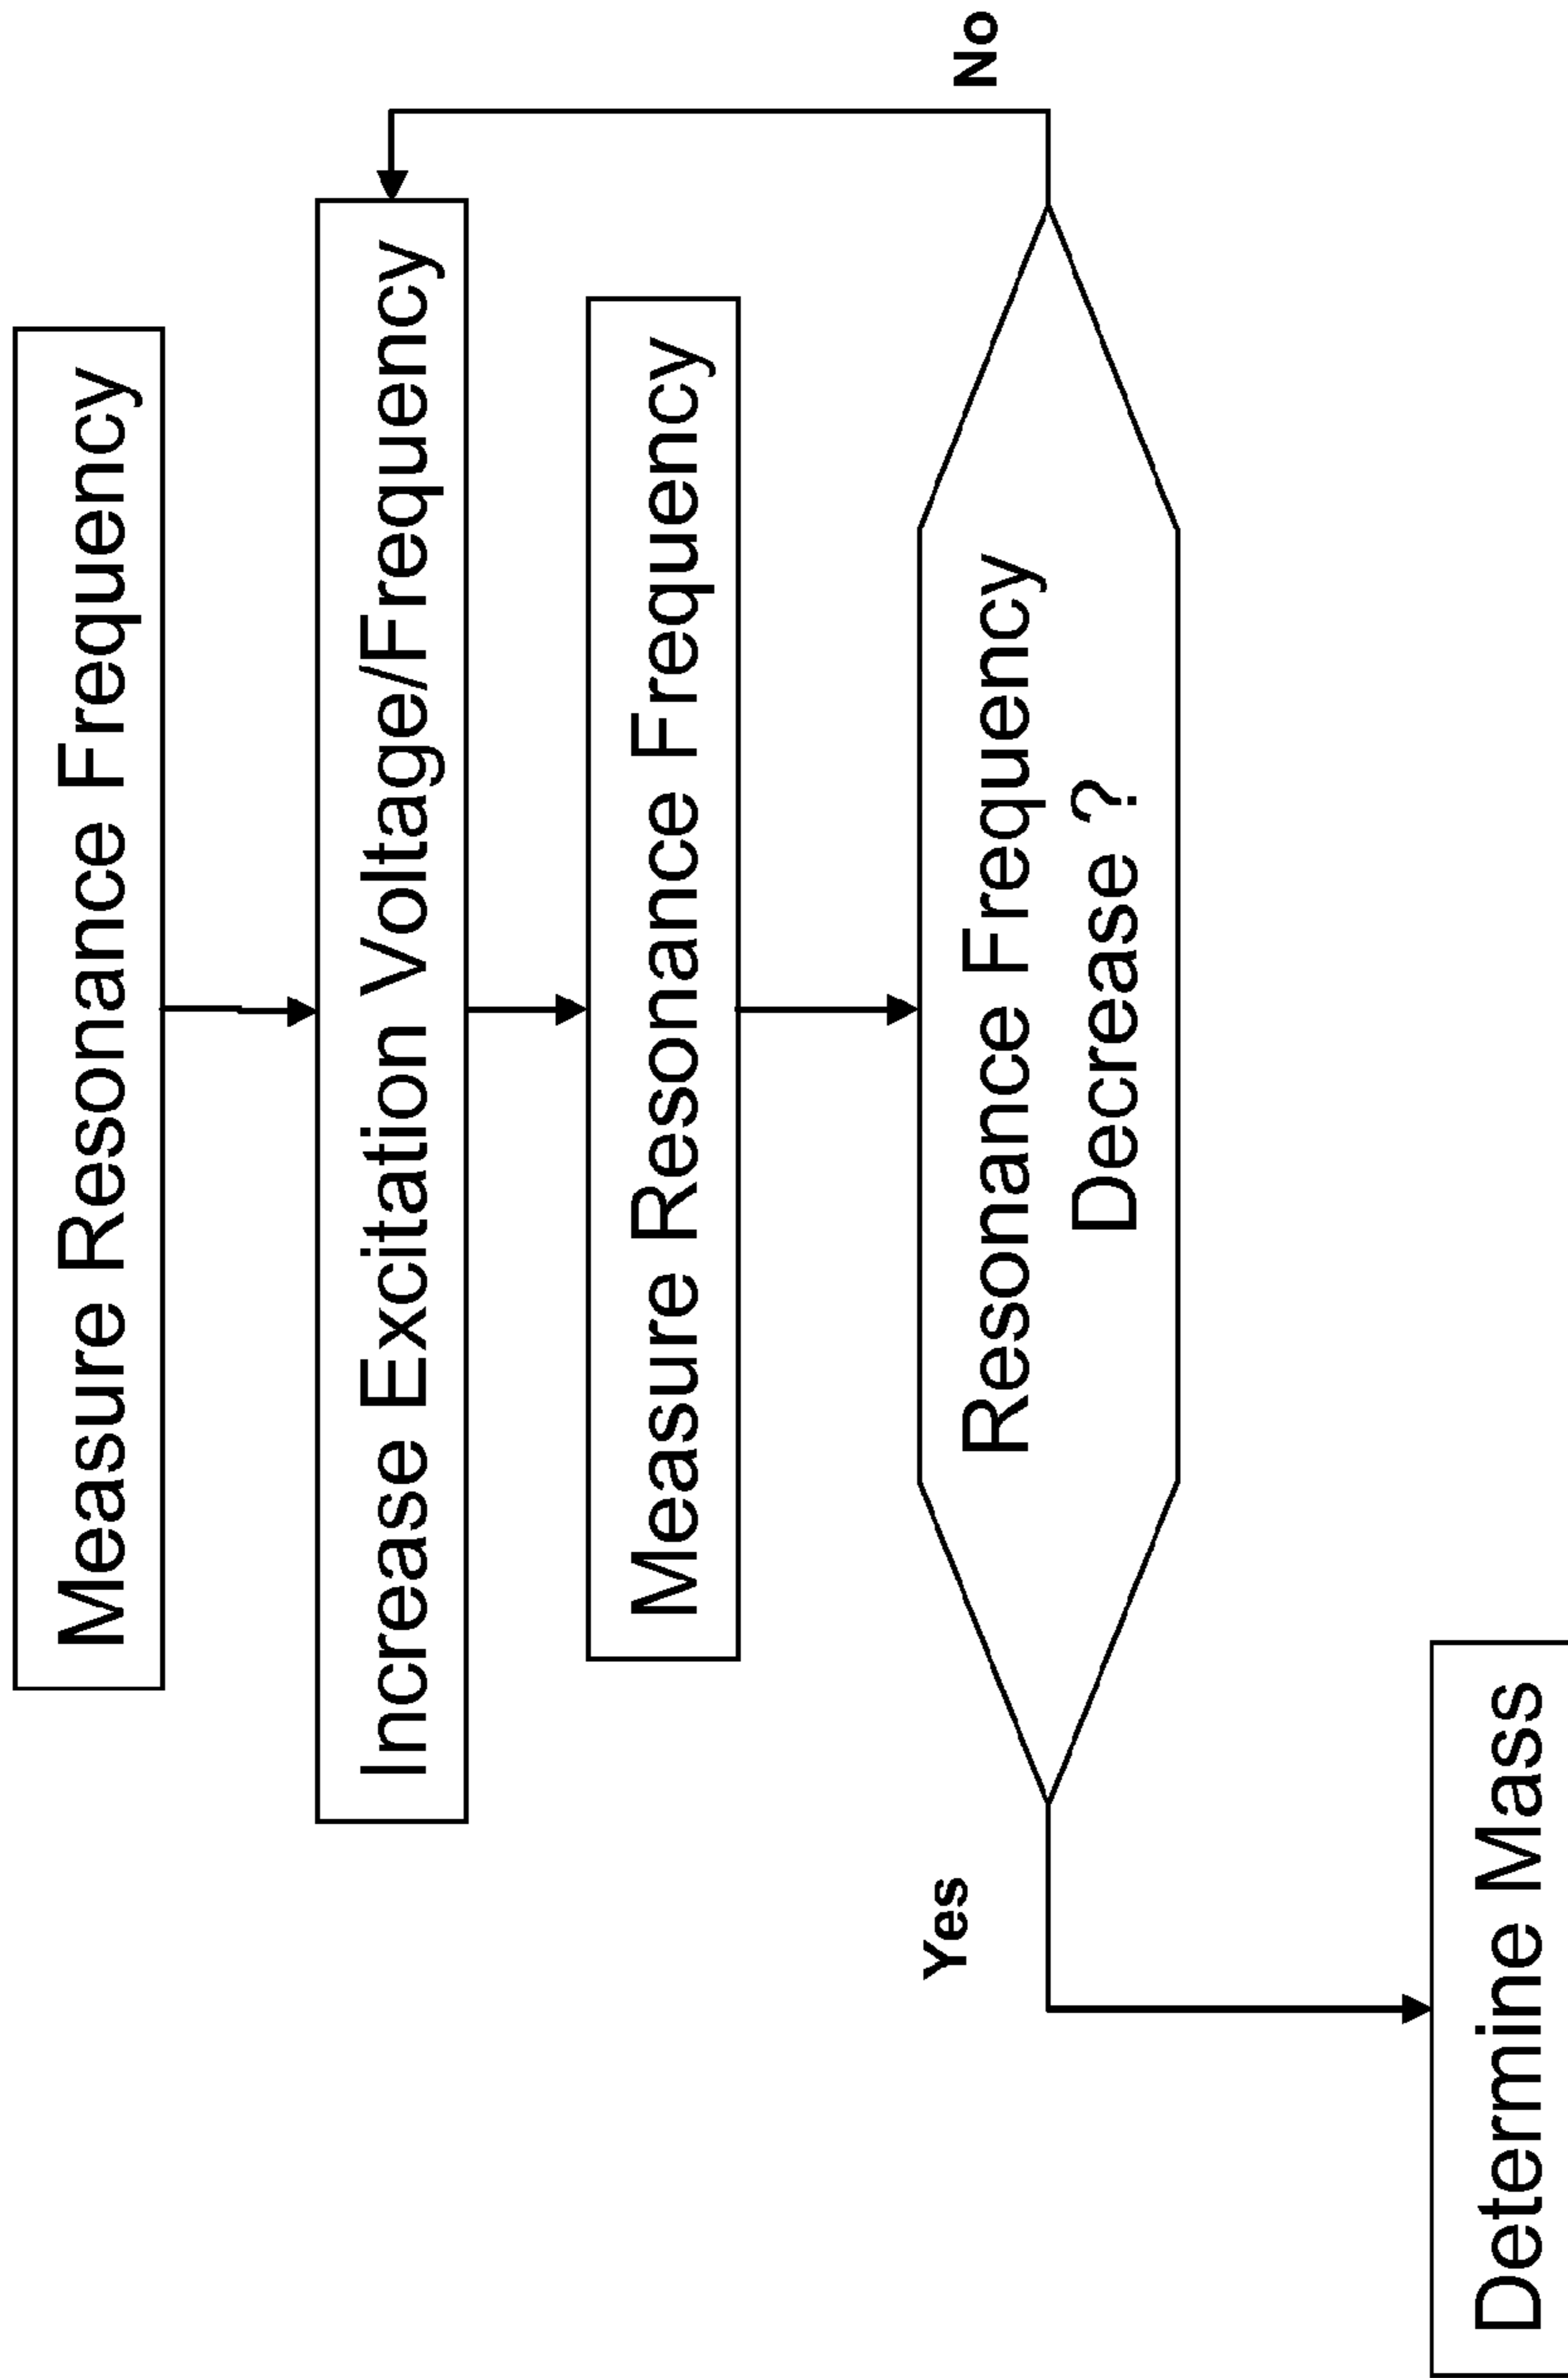 Measure Resonance Frequency
Increase Excitation Voltage/Frequency
Measure Resonance Frequency
Resonance Frequency
Decrease ?
Yes
No
Determine Mass